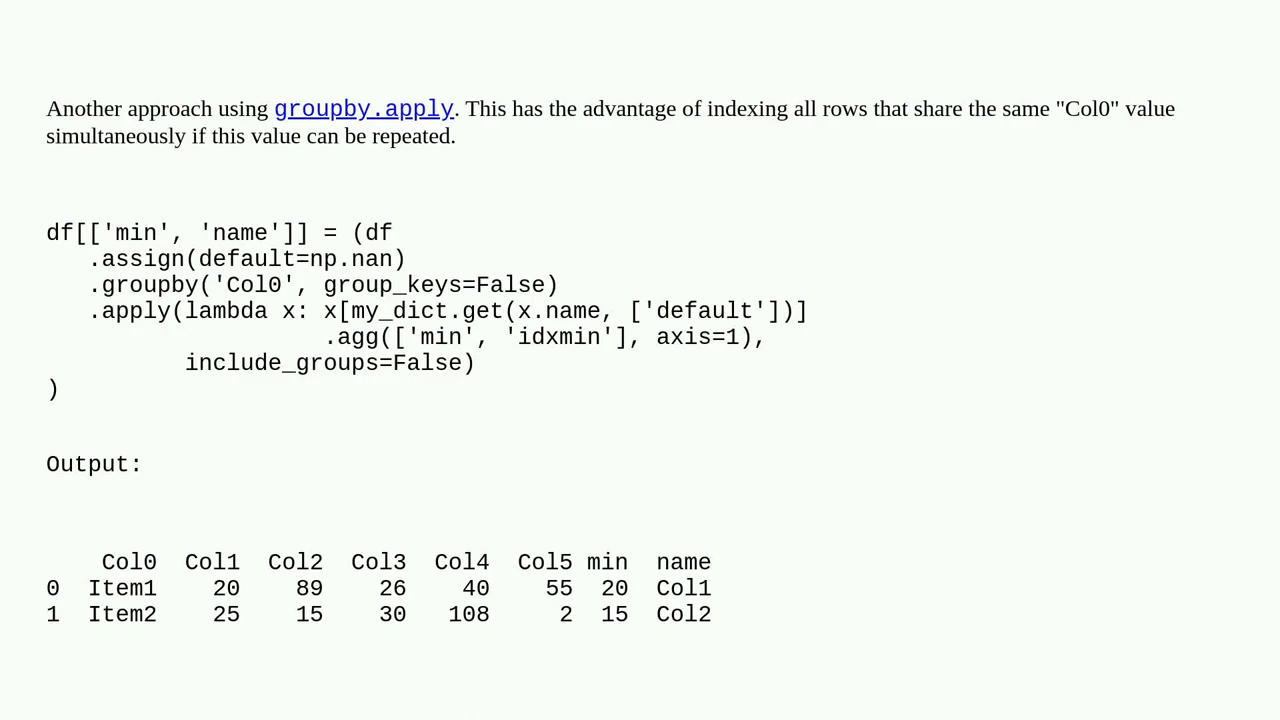 Another approach using groupby.apply. This has the advantage of indexing all rows that share the same "Col0" value
simultaneously if this value can be repeated.
df[['min', 'name']] = (df
   .assign(default=np.nan)
   .groupby('Col0', group_keys=False)
   .apply(lambda x: x[my_dict.get(x.name, ['default'])]
                    .agg(['min', 'idxmin'], axis=1),
          include_groups=False)
)
Output:
    Col0  Col1  Col2  Col3  Col4  Col5 min  name
0  Item1    20    89    26    40    55  20  Col1
1  Item2    25    15    30   108     2  15  Col2